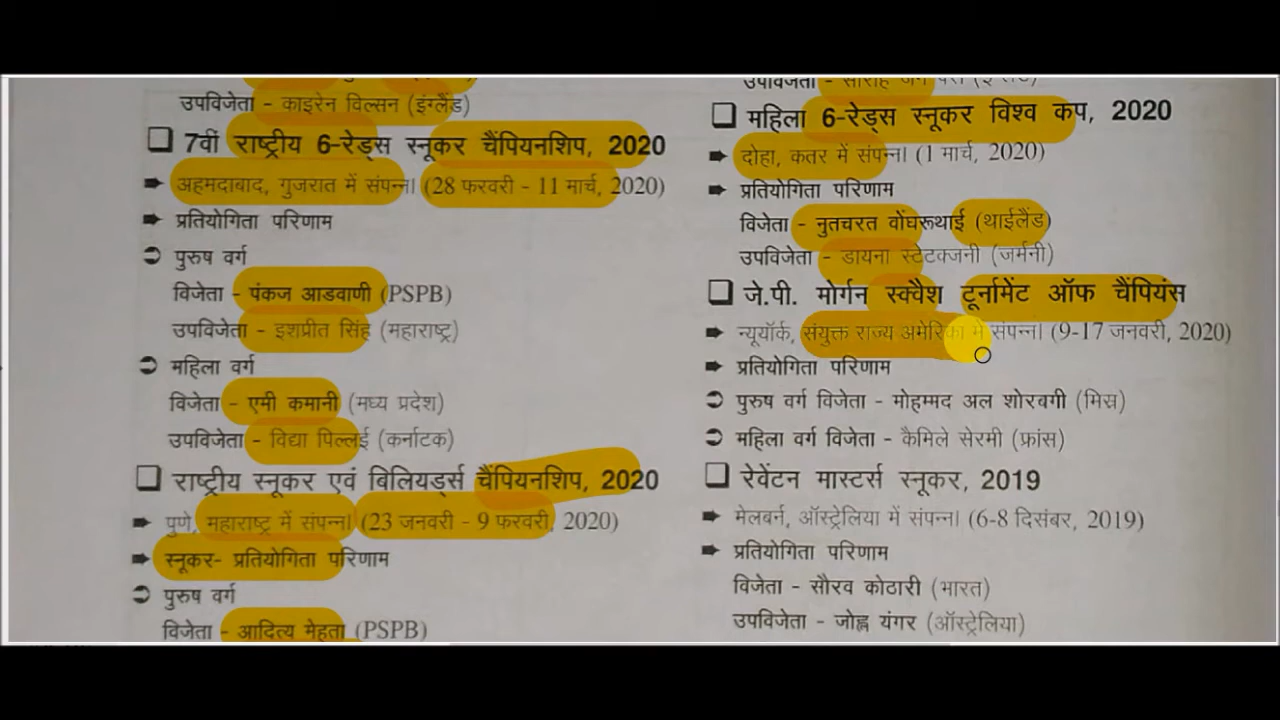 उपविजेता - काइरेन विल्सन (इंग्लैंड)
❑ 7वीं राष्ट्रीय 6-रेड्स स्नूकर चैंपियनशिप, 2020
➡ अहमदाबाद, गुजरात में संपन्न। (28 फरवरी - 11 मार्च, 2020)
➡ प्रतियोगिता परिणाम
➲ पुरुष वर्ग
विजेता - पंकज आडवाणी (PSPB)
उपविजेता - इशप्रीत सिंह (महाराष्ट्र)
➲ महिला वर्ग
विजेता - एमी कमानी (मध्य प्रदेश)
उपविजेता - विद्या पिल्लई (कर्नाटक)
❑ राष्ट्रीय स्नूकर एवं बिलियर्ड्स चैंपियनशिप, 2020
➡ पुणे, महाराष्ट्र में संपन्न। (23 जनवरी - 9 फरवरी, 2020)
➡ स्नूकर- प्रतियोगिता परिणाम
➲ पुरुष वर्ग
विजेता - आदित्य मेहता (PSPB)
उपविजेता -
❑ महिला 6-रेड्स स्नूकर विश्व कप, 2020
➡ दोहा, कतर में संपन्न। (1 मार्च, 2020)
➡ प्रतियोगिता परिणाम
विजेता - नुतचरत वोंघरूथाई (थाईलैंड)
उपविजेता - डायना स्टेटक्जनी (जर्मनी)
❑ जे.पी. मोर्गन स्क्वैश टूर्नामेंट ऑफ चैंपियंस
➡ न्यूयॉर्क, संयुक्त राज्य अमेरिका में संपन्न। (9-17 जनवरी, 2020)
➡ प्रतियोगिता परिणाम
➲ पुरुष वर्ग विजेता - मोहम्मद अल शोरबगी (मिस्र)
➲ महिला वर्ग विजेता - कैमिले सेरमी (फ्रांस)
❑ रेवेंटन मास्टर्स स्नूकर, 2019
➡ मेलबर्न, ऑस्ट्रेलिया में संपन्न। (6-8 दिसंबर, 2019)
➡ प्रतियोगिता परिणाम
विजेता - सौरव कोठारी (भारत)
उपविजेता - जोह्न यंगर (ऑस्ट्रेलिया)